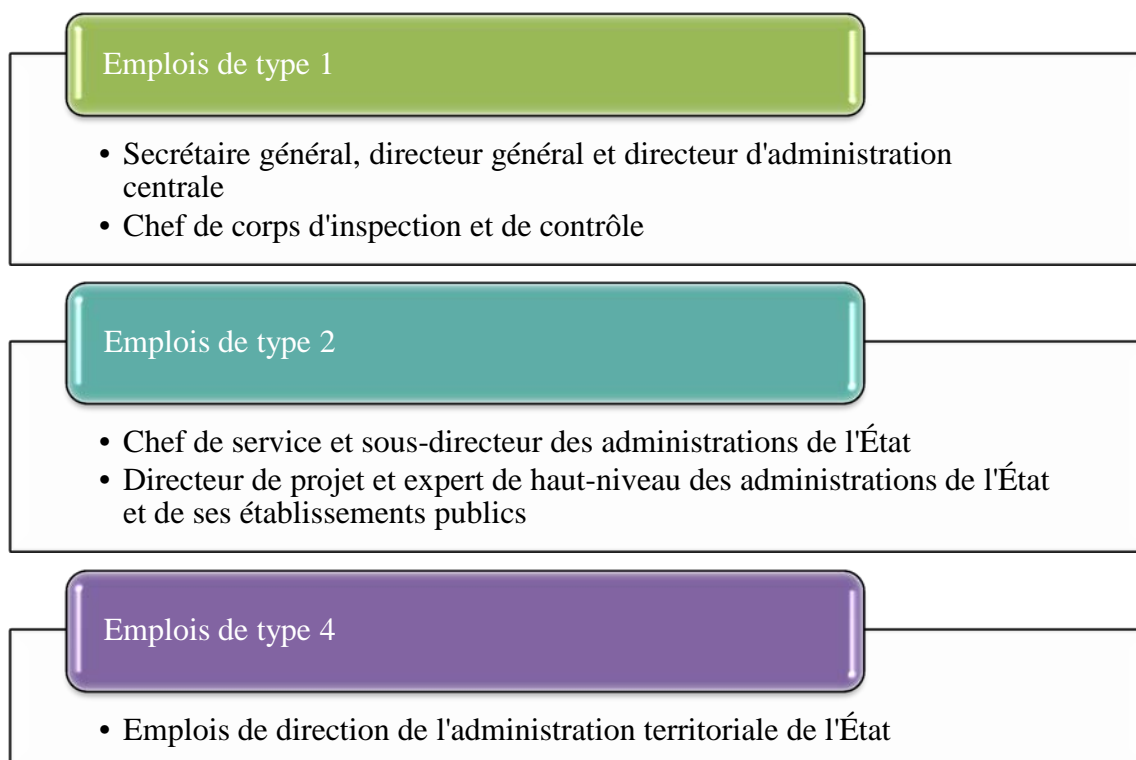 Emplois de type 1
• Secrétaire général, directeur général et directeur d'administration
centrale
• Chef de corps d'inspection et de contrôle
Emplois de type 2
• Chef de service et sous-directeur des administrations de l'État
• Directeur de projet et expert de haut-niveau des administrations de l'État
et de ses établissements publics
Emplois de type 4
• Emplois de direction de l'administration territoriale de l'État